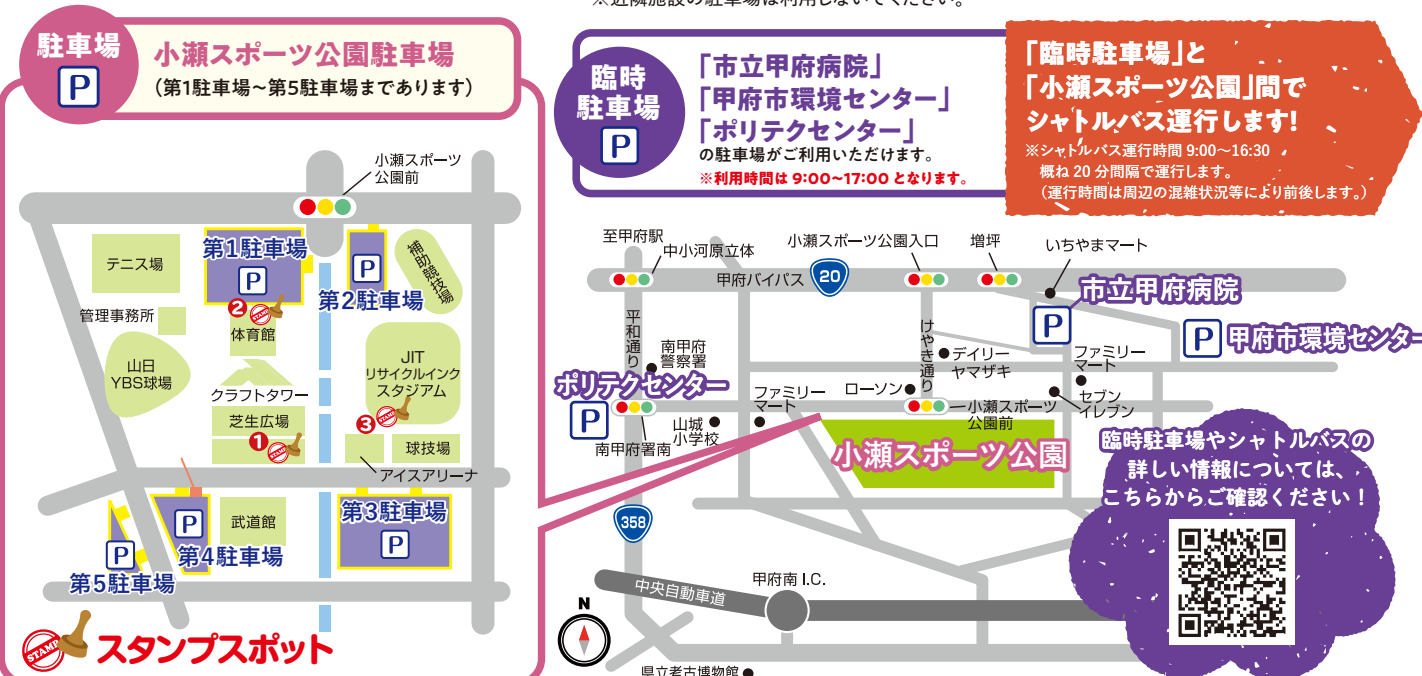 ※近隣施設の駐車場は利用しないでください。
駐車場
P
小瀬スポーツ公園駐車場
(第1駐車場~第5駐車場まであります)
臨時
駐車場
P
「市立甲府病院」
「甲府市環境センター」
「ポリテクセンター」
の駐車場がご利用いただけます。
※利用時間は 9:00~17:00 となります。
「臨時駐車場」と
「小瀬スポーツ公園」間で
シャトルバス運行します!
※シャトルバス運行時間 9:00~16:30
概ね 20 分間隔で運行します。
(運行時間は周辺の混雑状況等により前後します。)
小瀬スポーツ
公園前
テニス場
第1駐車場
P
P
第2駐車場
補助競技場
管理事務所
2
STAMP
体育館
山日
YBS球場
JIT
リサイクルインク
スタジアム
クラフトタワー
芝生広場
1
STAMP
3
STAMP
球技場
アイスアリーナ
P
武道館
第3駐車場
P
P
第4駐車場
第5駐車場
STAMP
スタンプスポット
至甲府駅
中小河原立体
小瀬スポーツ公園入口
増坪
いちやまマート
甲府バイパス
20
市立甲府病院
P
P
甲府市環境センター
平和通り
けやき通り
南甲府
警察署
デイリー
ヤマザキ
ファミリー
マート
ポリテクセンター
P
ファミリー
マート
ローソン
セブン
イレブン
山城
小学校
南甲府署南
小瀬スポーツ
公園前
小瀬スポーツ公園
358
中央自動車道
甲府南 I.C.
N
県立考古博物館
臨時駐車場やシャトルバスの
詳しい情報については、
こちらからご確認ください!